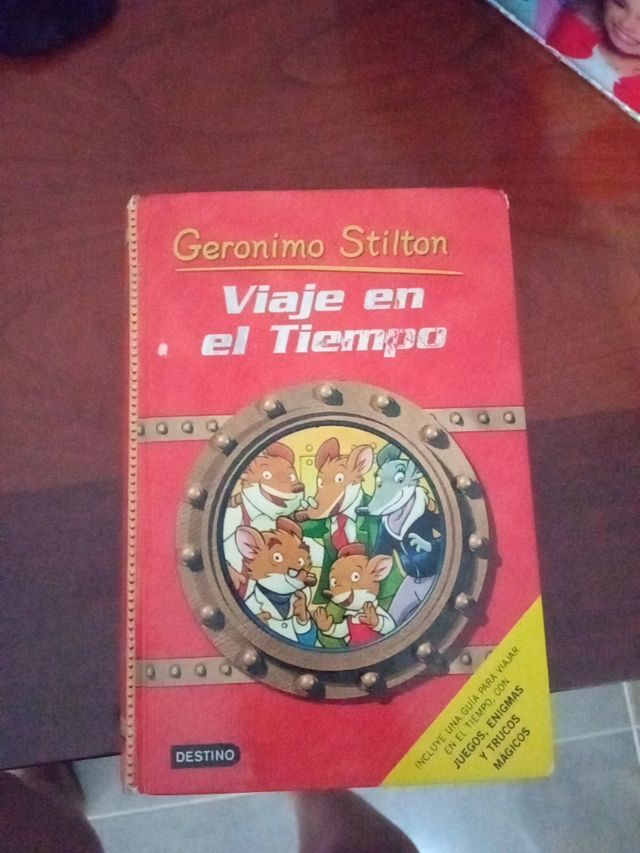 Geronimo Stilton
Viaje en
el Tiempo
INCLUYE UNA GUÍA PARA VIAJAR
EN EL TIEMPO, CON
JUEGOS, ENIGMAS
Y TRUCOS
MÁGICOS
DESTINO